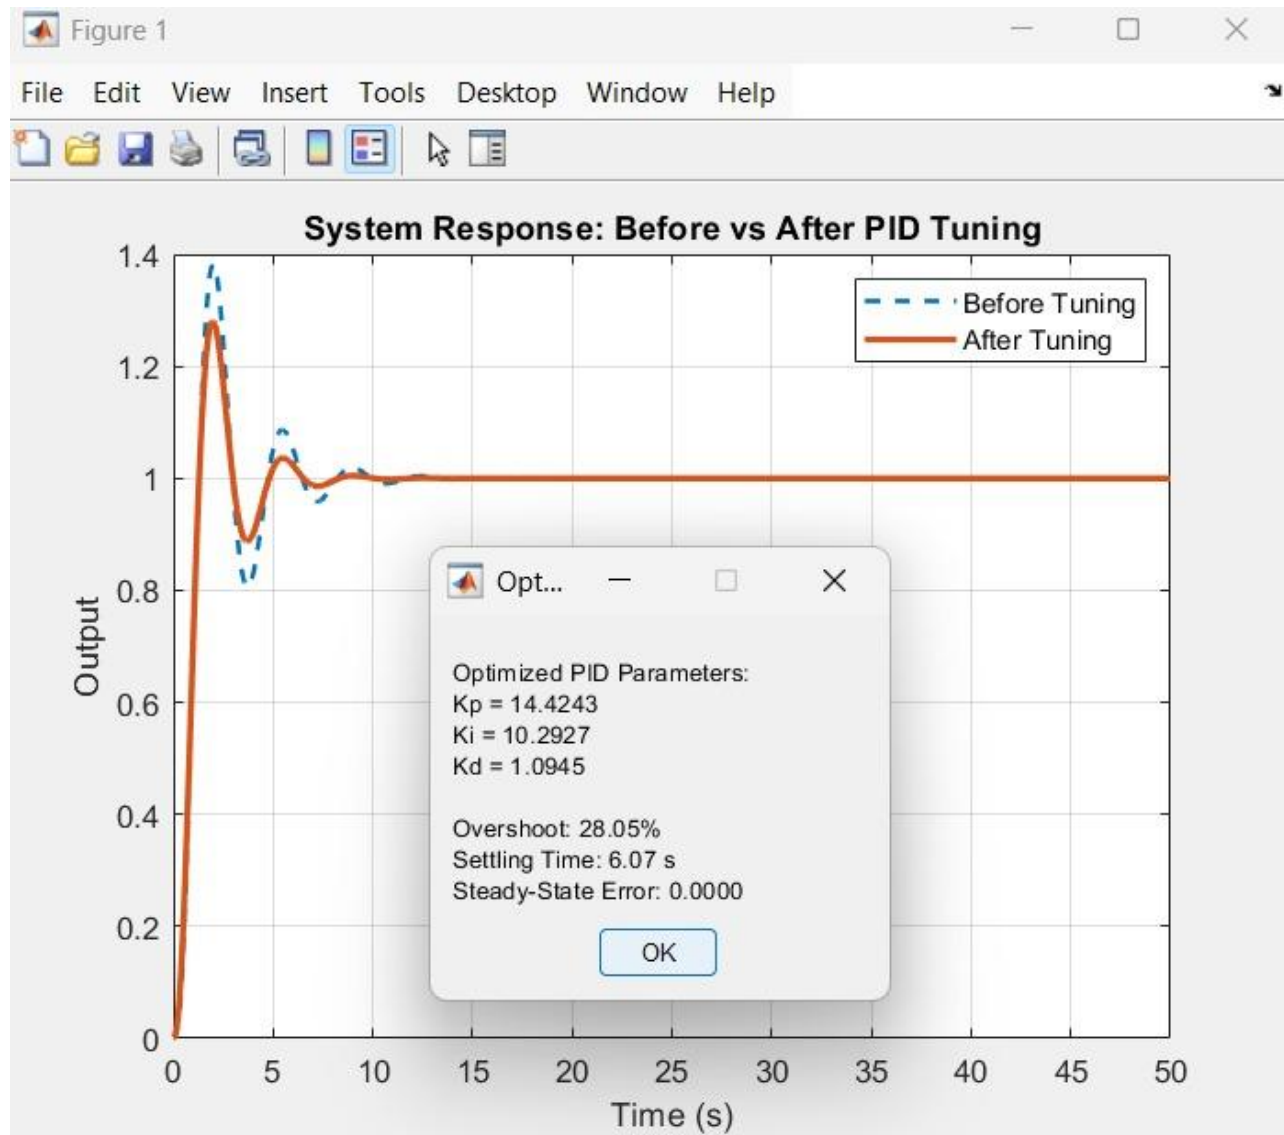 Figure 1
File Edit View Insert Tools Desktop Window Help
System Response: Before vs After PID Tuning
1.4
1.2
1
0.8
0.6
0.4
0.2
0
Output
Before Tuning
After Tuning
Opt...
Optimized PID Parameters:
Kp = 14.4243
Ki = 10.2927
Kd = 1.0945
Overshoot: 28.05%
Settling Time: 6.07 s
Steady-State Error: 0.0000
OK
0 5 10 15 20 25 30 35 40 45 50
Time (s)